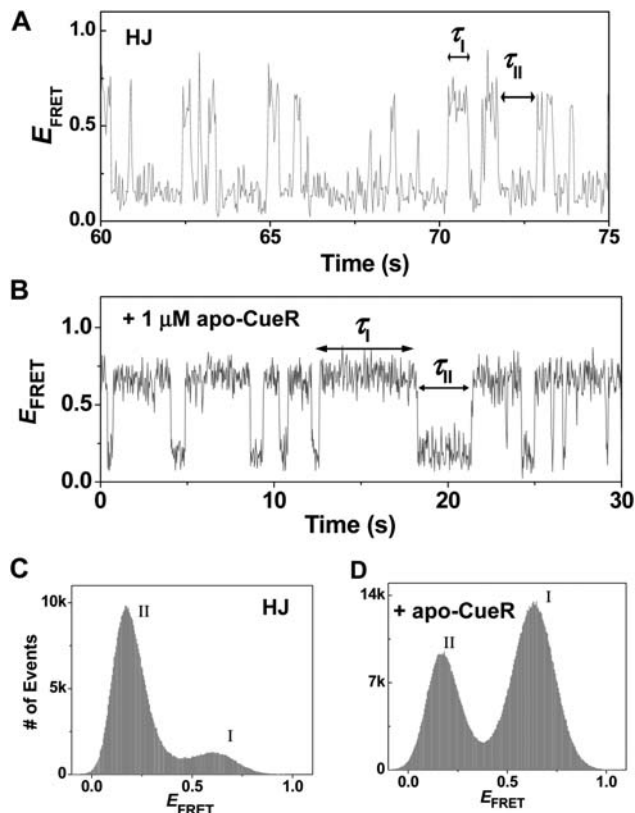 A
HJ
τI
τII
1.0
0.5
0.0
EFRET
60 65 70 75
Time (s)
B
+ 1 μM apo-CueR
τI
τII
1.0
0.5
0.0
EFRET
0 10 20 30
Time (s)
C
HJ
II
I
10k
5k
0
# of Events
0.0 0.5 1.0
EFRET
D
+ apo-CueR
I
II
14k
7k
0
0.0 0.5 1.0
EFRET